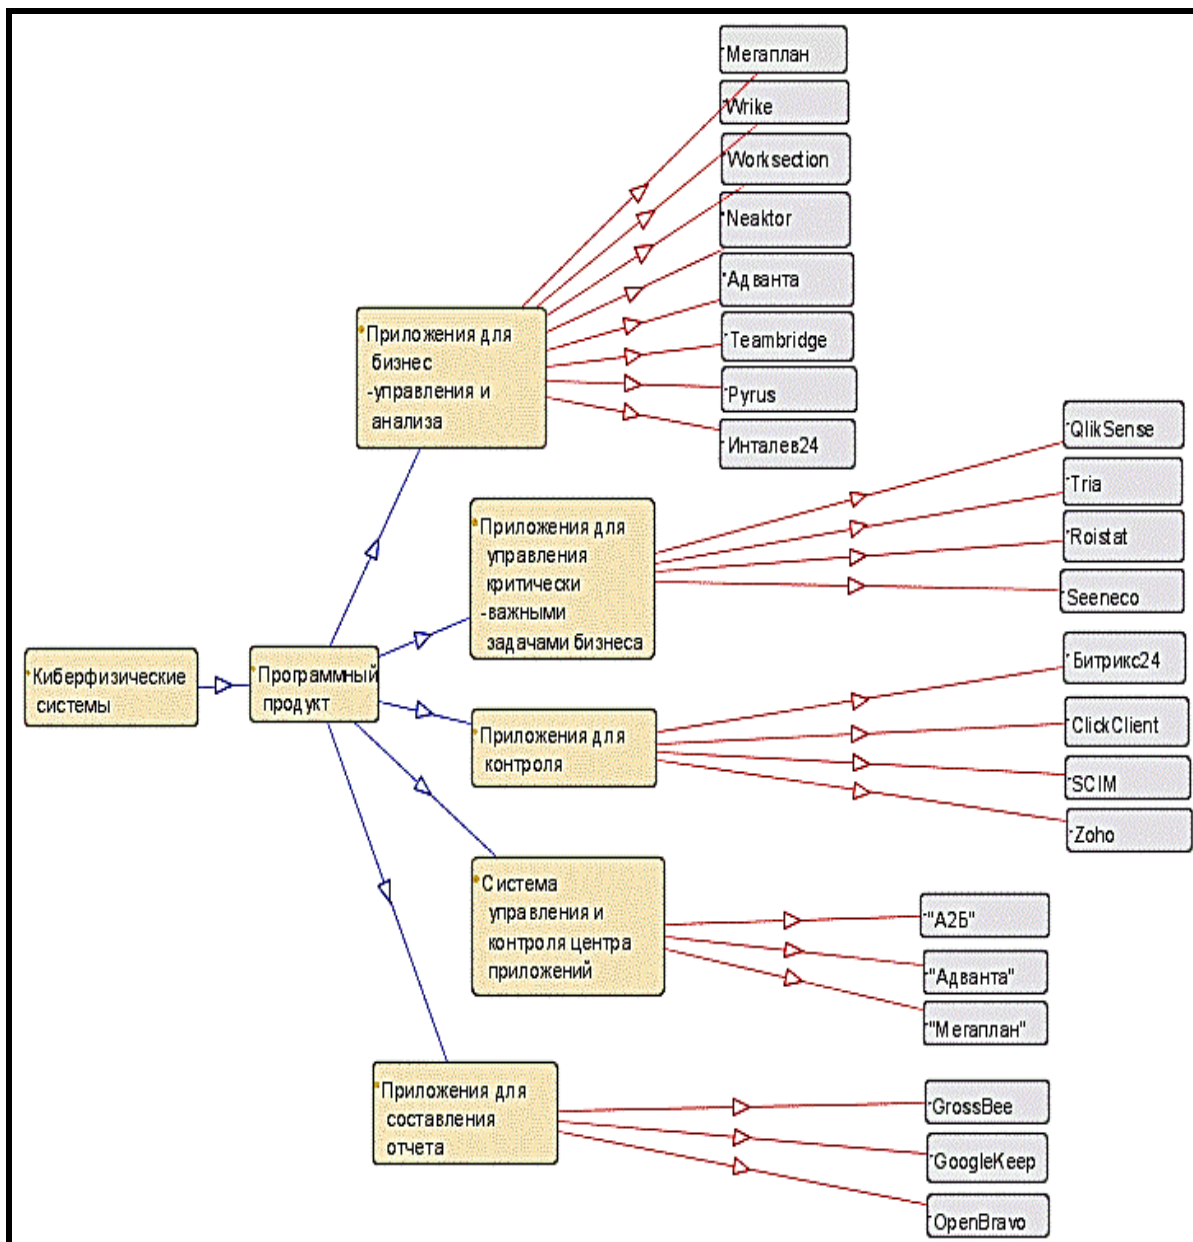 Мегаплан
Wrike
Worksection
Neaktor
Адванта
Teambridge
Pyrus
Инталев24
Приложения для
бизнес
-управления и
анализа
QlikSense
Tria
Roistat
Seeneco
Приложения для
управления
критически
-важными
задачами бизнеса
Киберфизические
системы
Программный
продукт
Битрикс24
ClickClient
SCIM
Zoho
Приложения для
контроля
Система
управления и
контроля центра
приложений
"А2Б"
"Адванта"
"Мегаплан"
Приложения для
составления
отчета
GrossBee
GoogleKeep
OpenBravo